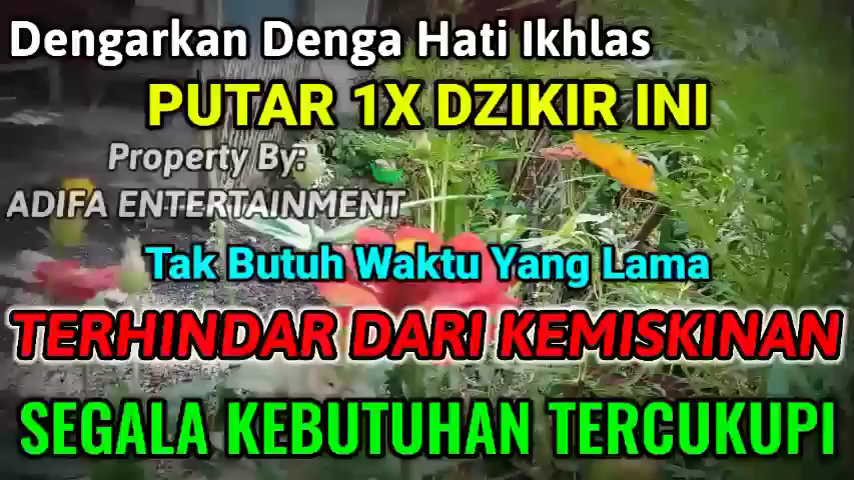 Dengarkan Denga Hati Ikhlas
PUTAR 1X DZIKIR INI
Property By:
ADIFA ENTERTAINMENT
Tak Butuh Waktu Yang Lama
TERHINDAR DARI KEMISKINAN
SEGALA KEBUTUHAN TERCUKUPI